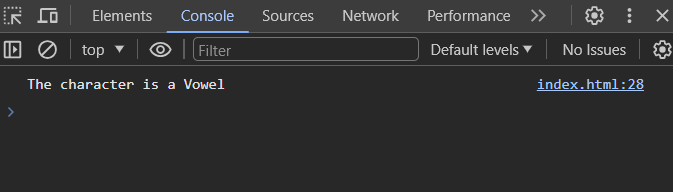 Elements Console Sources Network Performance
top Filter Default levels No Issues
The character is a Vowel index.html:28